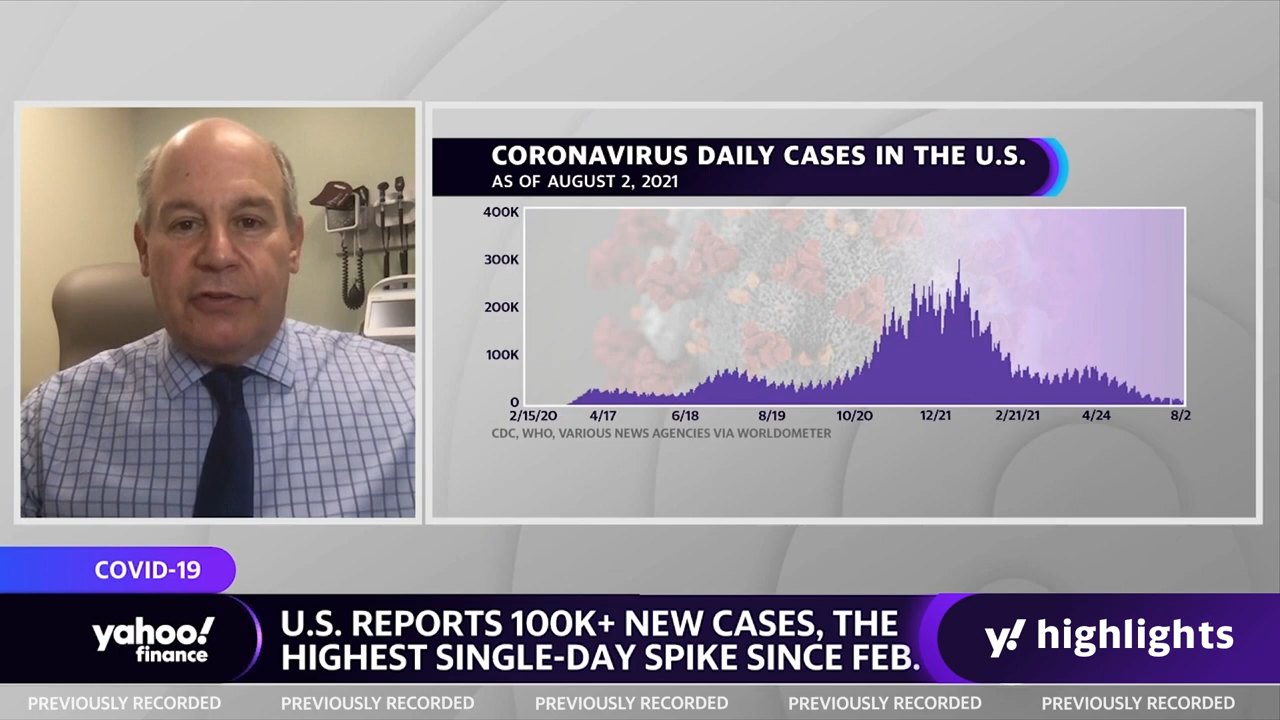 CORONAVIRUS DAILY CASES IN THE U.S.
AS OF AUGUST 2, 2021
400K
300K
200K
100K
0
2/15/20 4/17 6/18 8/19 10/20 12/21 2/21/21 4/24 8/2
CDC, WHO, VARIOUS NEWS AGENCIES VIA WORLDOMETER
COVID-19
yahoo!
finance
U.S. REPORTS 100K+ NEW CASES, THE
HIGHEST SINGLE-DAY SPIKE SINCE FEB.
y! highlights
PREVIOUSLY RECORDED PREVIOUSLY RECORDED PREVIOUSLY RECORDED PREVIOUSLY RECORDED PREVIOUSLY RECORDED